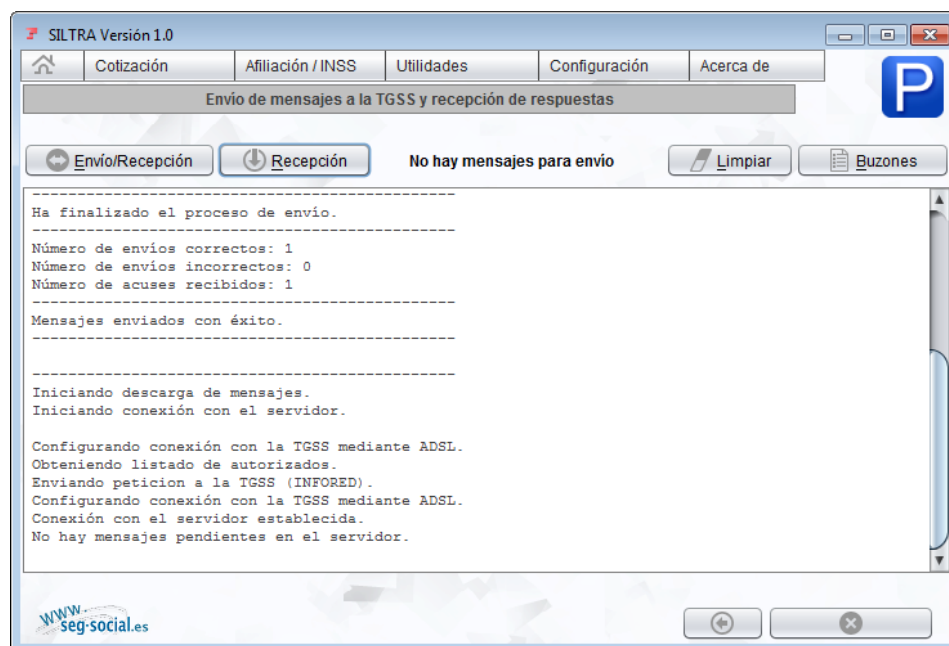 SILTRA Versión 1.0
Cotización Afiliación / INSS Utilidades Configuración Acerca de
P
Envío de mensajes a la TGSS y recepción de respuestas
Envío/Recepción Recepción No hay mensajes para envío Limpiar Buzones
-----------------------------------------------
Ha finalizado el proceso de envío.
-----------------------------------------------
Número de envíos correctos: 1
Número de envíos incorrectos: 0
Número de acuses recibidos: 1
-----------------------------------------------
Mensajes enviados con éxito.
-----------------------------------------------
-----------------------------------------------
Iniciando descarga de mensajes.
Iniciando conexión con el servidor.
Configurando conexión con la TGSS mediante ADSL.
Obteniendo listado de autorizados.
Enviando peticion a la TGSS (INFORED).
Configurando conexión con la TGSS mediante ADSL.
Conexión con el servidor establecida.
No hay mensajes pendientes en el servidor.
www.
seg-social.es